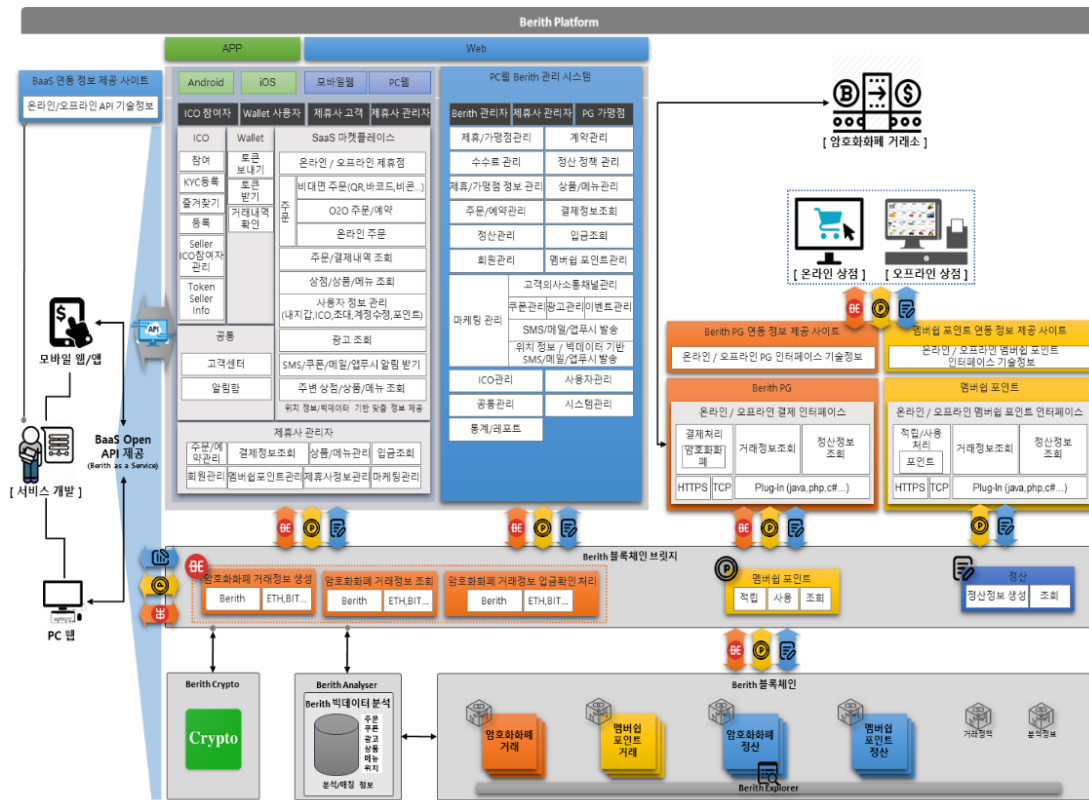 Berith Platform
APP
Web
BaaS 연동 정보 제공 사이트
온라인/오프라인 API 기술정보
Android
iOS
모바일웹
PC웹
ICO 참여자
Wallet 사용자
제휴사 고객
제휴사 관리자
ICO
참여
KYC등록
즐겨찾기
등록
Seller
ICO참여자
관리
Token
Seller
Info
Wallet
토큰
보내기
토큰
받기
거래내역
확인
SaaS 마켓플레이스
온라인 / 오프라인 제휴점
주
문
비대면 주문(QR,바코드,비콘...)
O2O 주문/예약
온라인 주문
주문/결제내역 조회
상점/상품/메뉴 조회
사용자 정보 관리
(내지갑,ICO,초대,계정수정,포인트)
광고 조회
SMS/쿠폰/메일/앱푸시 알림 받기
주변 상점/상품/메뉴 조회
위치 정보/빅데이터 기반 맞춤 정보 제공
공통
고객센터
알림함
제휴사 관리자
주문/예
약관리
결제정보조회
상품/메뉴관리
입금조회
회원관리
멤버쉽포인트관리
제휴사정보관리
마케팅관리
PC웹 Berith 관리 시스템
Berith 관리자
제휴사 관리자
PG 가맹점
제휴/가맹점관리
계약관리
수수료 관리
정산 정책 관리
제휴/가맹점 정보 관리
상품/메뉴관리
주문/예약관리
결제정보조회
정산관리
입금조회
회원관리
멤버쉽 포인트관리
마케팅 관리
고객의사소통채널관리
쿠폰관리
광고관리
이벤트관리
SMS/메일/앱푸시 발송
위치 정보 / 빅데이터 기반
SMS/메일/앱푸시 발송
ICO관리
사용자관리
공통관리
시스템관리
통계/레포트
[ 암호화화폐 거래소 ]
[ 온라인 상점 ]
[ 오프라인 상점 ]
Berith PG 연동 정보 제공 사이트
온라인 / 오프라인 PG 인터페이스 기술정보
멤버쉽 포인트 연동 정보 제공 사이트
온라인 / 오프라인 멤버쉽 포인트
인터페이스 기술정보
Berith PG
온라인 / 오프라인 결제 인터페이스
결제처리
암호화화
폐
거래정보조회
정산정보
조회
HTTPS
TCP
Plug-In (java,php,c#...)
멤버쉽 포인트
온라인 / 오프라인 멤버쉽 포인트 인터페이스
적립/사용
처리
포인트
거래정보조회
정산정보
조회
HTTPS
TCP
Plug-In (java,php,c#...)
API
모바일 웹/앱
[ 서비스 개발 ]
BaaS Open
API 제공
(Berith as a Service)
PC 웹
Berith 블록체인 브릿지
암호화화폐 거래정보 생성
Berith
ETH,BIT...
암호화화폐 거래정보 조회
Berith
ETH,BIT...
암호화화폐 거래정보 입금확인 처리
Berith
ETH,BIT...
멤버쉽 포인트
적립
사용
조회
정산
정산정보 생성
조회
Berith Crypto
Crypto
Berith Analyser
Berith 빅데이터 분석
주문
쿠폰
광고
상품
메뉴
위치
분석/매칭 정보
Berith 블록체인
암호화화폐
거래
멤버쉽
포인트
거래
암호화화폐
정산
멤버쉽
포인트
정산
거래정책
분석정보
Berith Explorer